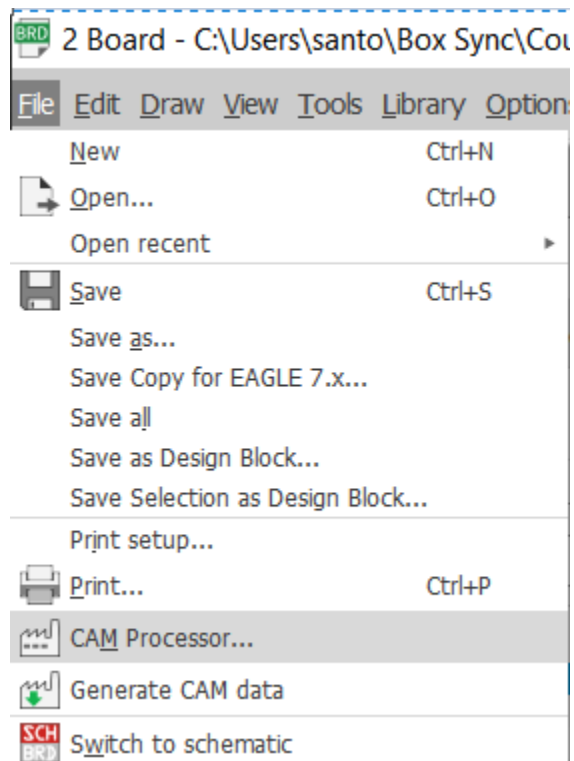 BRD 2 Board - C:\Users\santo\Box Sync\Cou
File Edit Draw View Tools Library Option
New Ctrl+N
Open... Ctrl+O
Open recent
Save Ctrl+S
Save as...
Save Copy for EAGLE 7.x...
Save all
Save as Design Block...
Save Selection as Design Block...
Print setup...
Print... Ctrl+P
CAM Processor...
Generate CAM data
SCH
BRD Switch to schematic